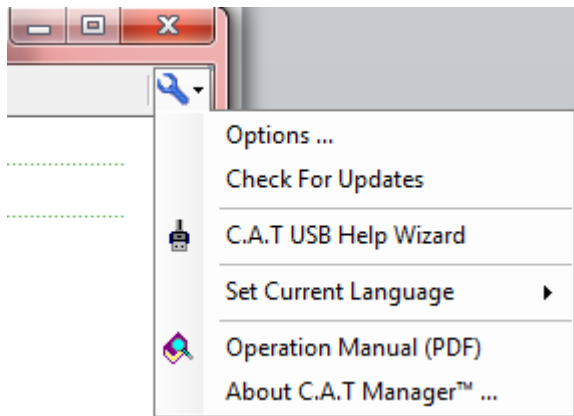 Options ...
Check For Updates
C.A.T USB Help Wizard
Set Current Language
Operation Manual (PDF)
About C.A.T Manager™ ...